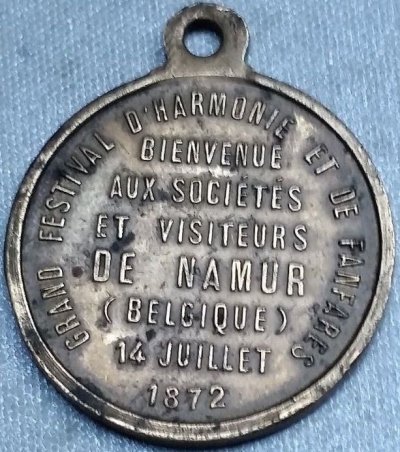 GRAND FESTIVAL D'HARMONIE ET DE FANFARES
BIENVENUE
AUX SOCIÉTÉS
ET VISITEURS
DE NAMUR
(BELGIQUE)
14 JUILLET
1872